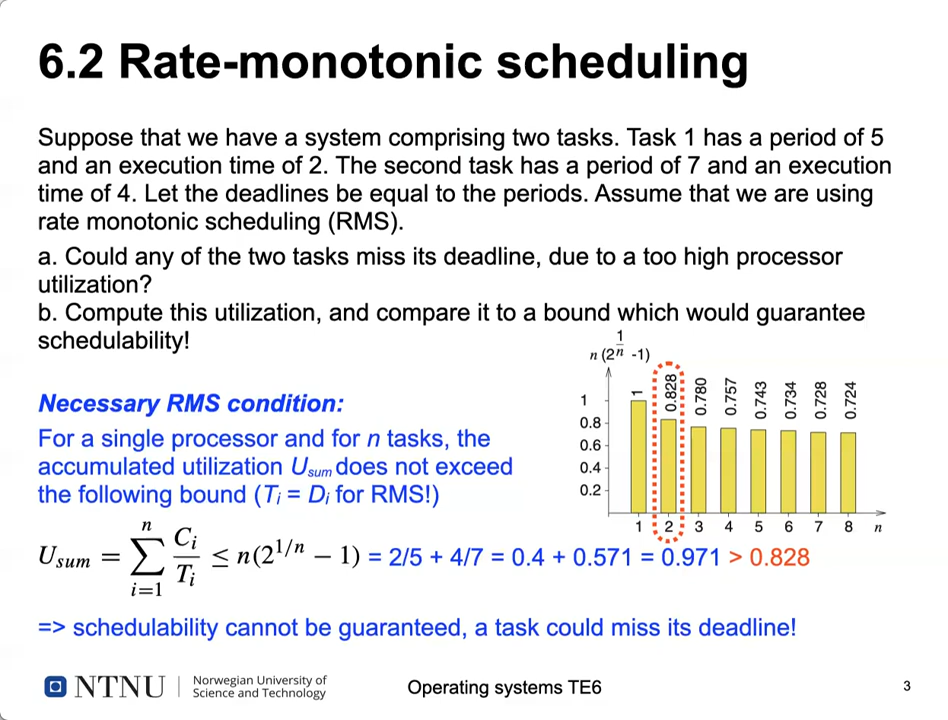 6.2 Rate-monotonic scheduling
Suppose that we have a system comprising two tasks. Task 1 has a period of 5
and an execution time of 2. The second task has a period of 7 and an execution
time of 4. Let the deadlines be equal to the periods. Assume that we are using
rate monotonic scheduling (RMS).
a. Could any of the two tasks miss its deadline, due to a too high processor
utilization?
b. Compute this utilization, and compare it to a bound which would guarantee
schedulability!
n (2^{1/n} -1)
1 0.828 0.780 0.757 0.743 0.734 0.728 0.724
1
0.8
0.6
0.4
0.2
1 2 3 4 5 6 7 8 n
Necessary RMS condition:
For a single processor and for n tasks, the
accumulated utilization U_{sum} does not exceed
the following bound (T_i = D_i for RMS!)
U_{sum} = \sum_{i=1}^{n} \frac{C_i}{T_i} ≤ n(2^{1/n} − 1) = 2/5 + 4/7 = 0.4 + 0.571 = 0.971 > 0.828
=> schedulability cannot be guaranteed, a task could miss its deadline!
NTNU
Norwegian University of
Science and Technology
Operating systems TE6
3